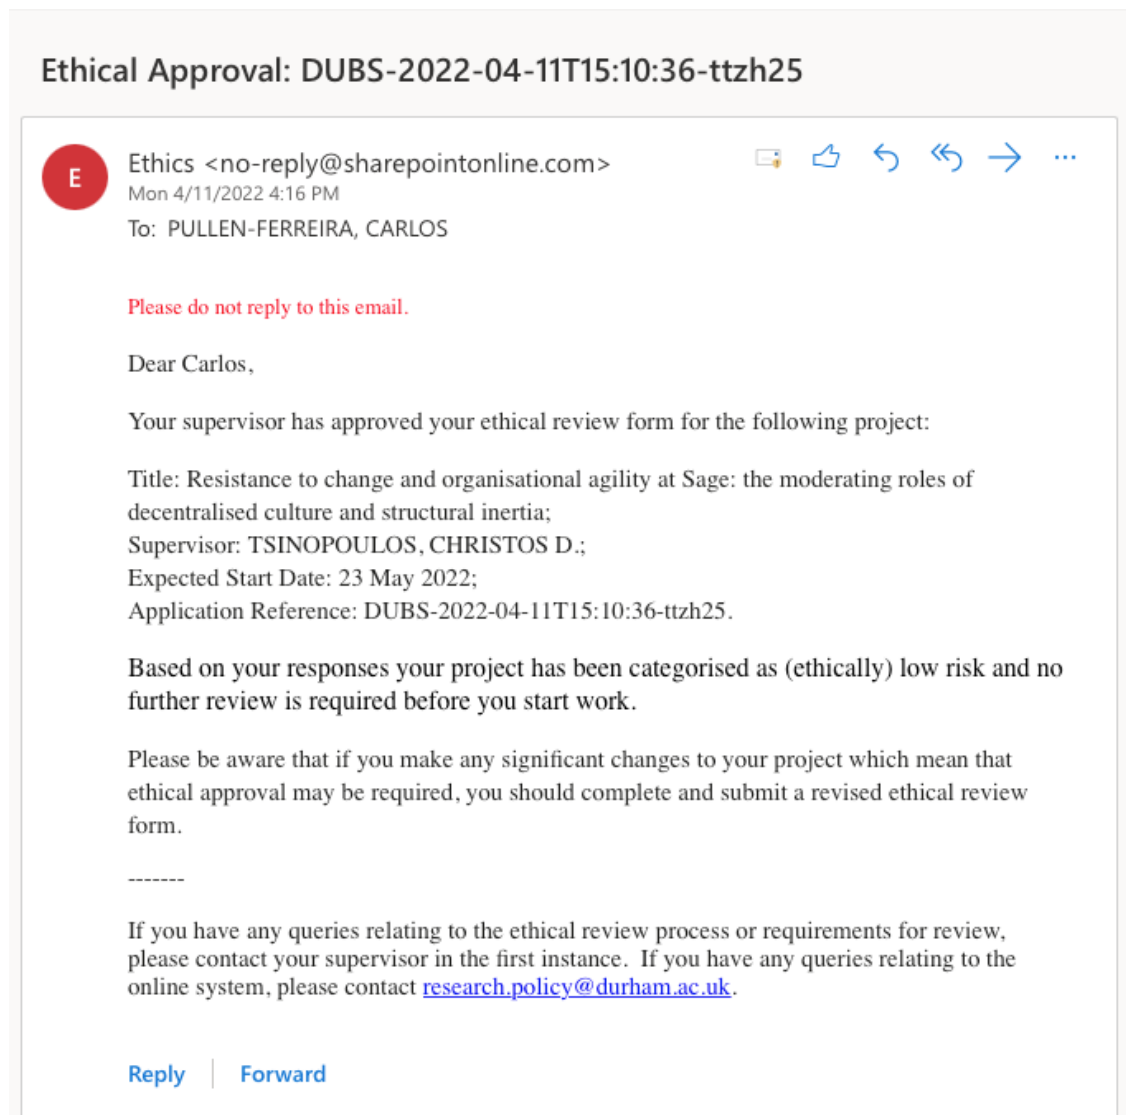 Ethical Approval: DUBS-2022-04-11T15:10:36-ttzh25
E
Ethics <no-reply@sharepointonline.com>
Mon 4/11/2022 4:16 PM
To: PULLEN-FERREIRA, CARLOS
Please do not reply to this email.
Dear Carlos,
Your supervisor has approved your ethical review form for the following project:
Title: Resistance to change and organisational agility at Sage: the moderating roles of
decentralised culture and structural inertia;
Supervisor: TSINOPOULOS, CHRISTOS D.;
Expected Start Date: 23 May 2022;
Application Reference: DUBS-2022-04-11T15:10:36-ttzh25.
Based on your responses your project has been categorised as (ethically) low risk and no
further review is required before you start work.
Please be aware that if you make any significant changes to your project which mean that
ethical approval may be required, you should complete and submit a revised ethical review
form.
-------
If you have any queries relating to the ethical review process or requirements for review,
please contact your supervisor in the first instance.  If you have any queries relating to the
online system, please contact research.policy@durham.ac.uk.
Reply | Forward